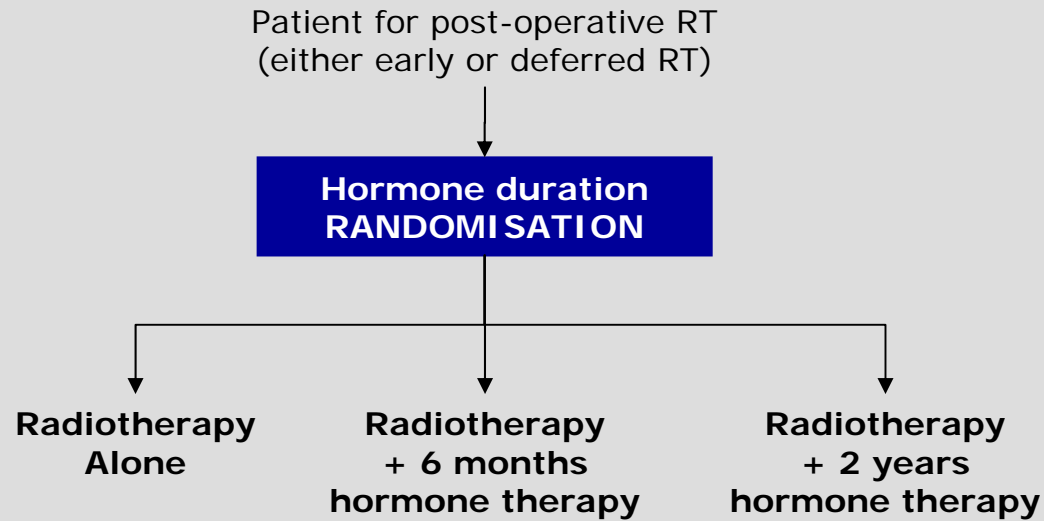 Patient for post-operative RT
(either early or deferred RT)
Hormone duration
RANDOMISATION
Radiotherapy
Alone
Radiotherapy
+ 6 months
hormone therapy
Radiotherapy
+ 2 years
hormone therapy